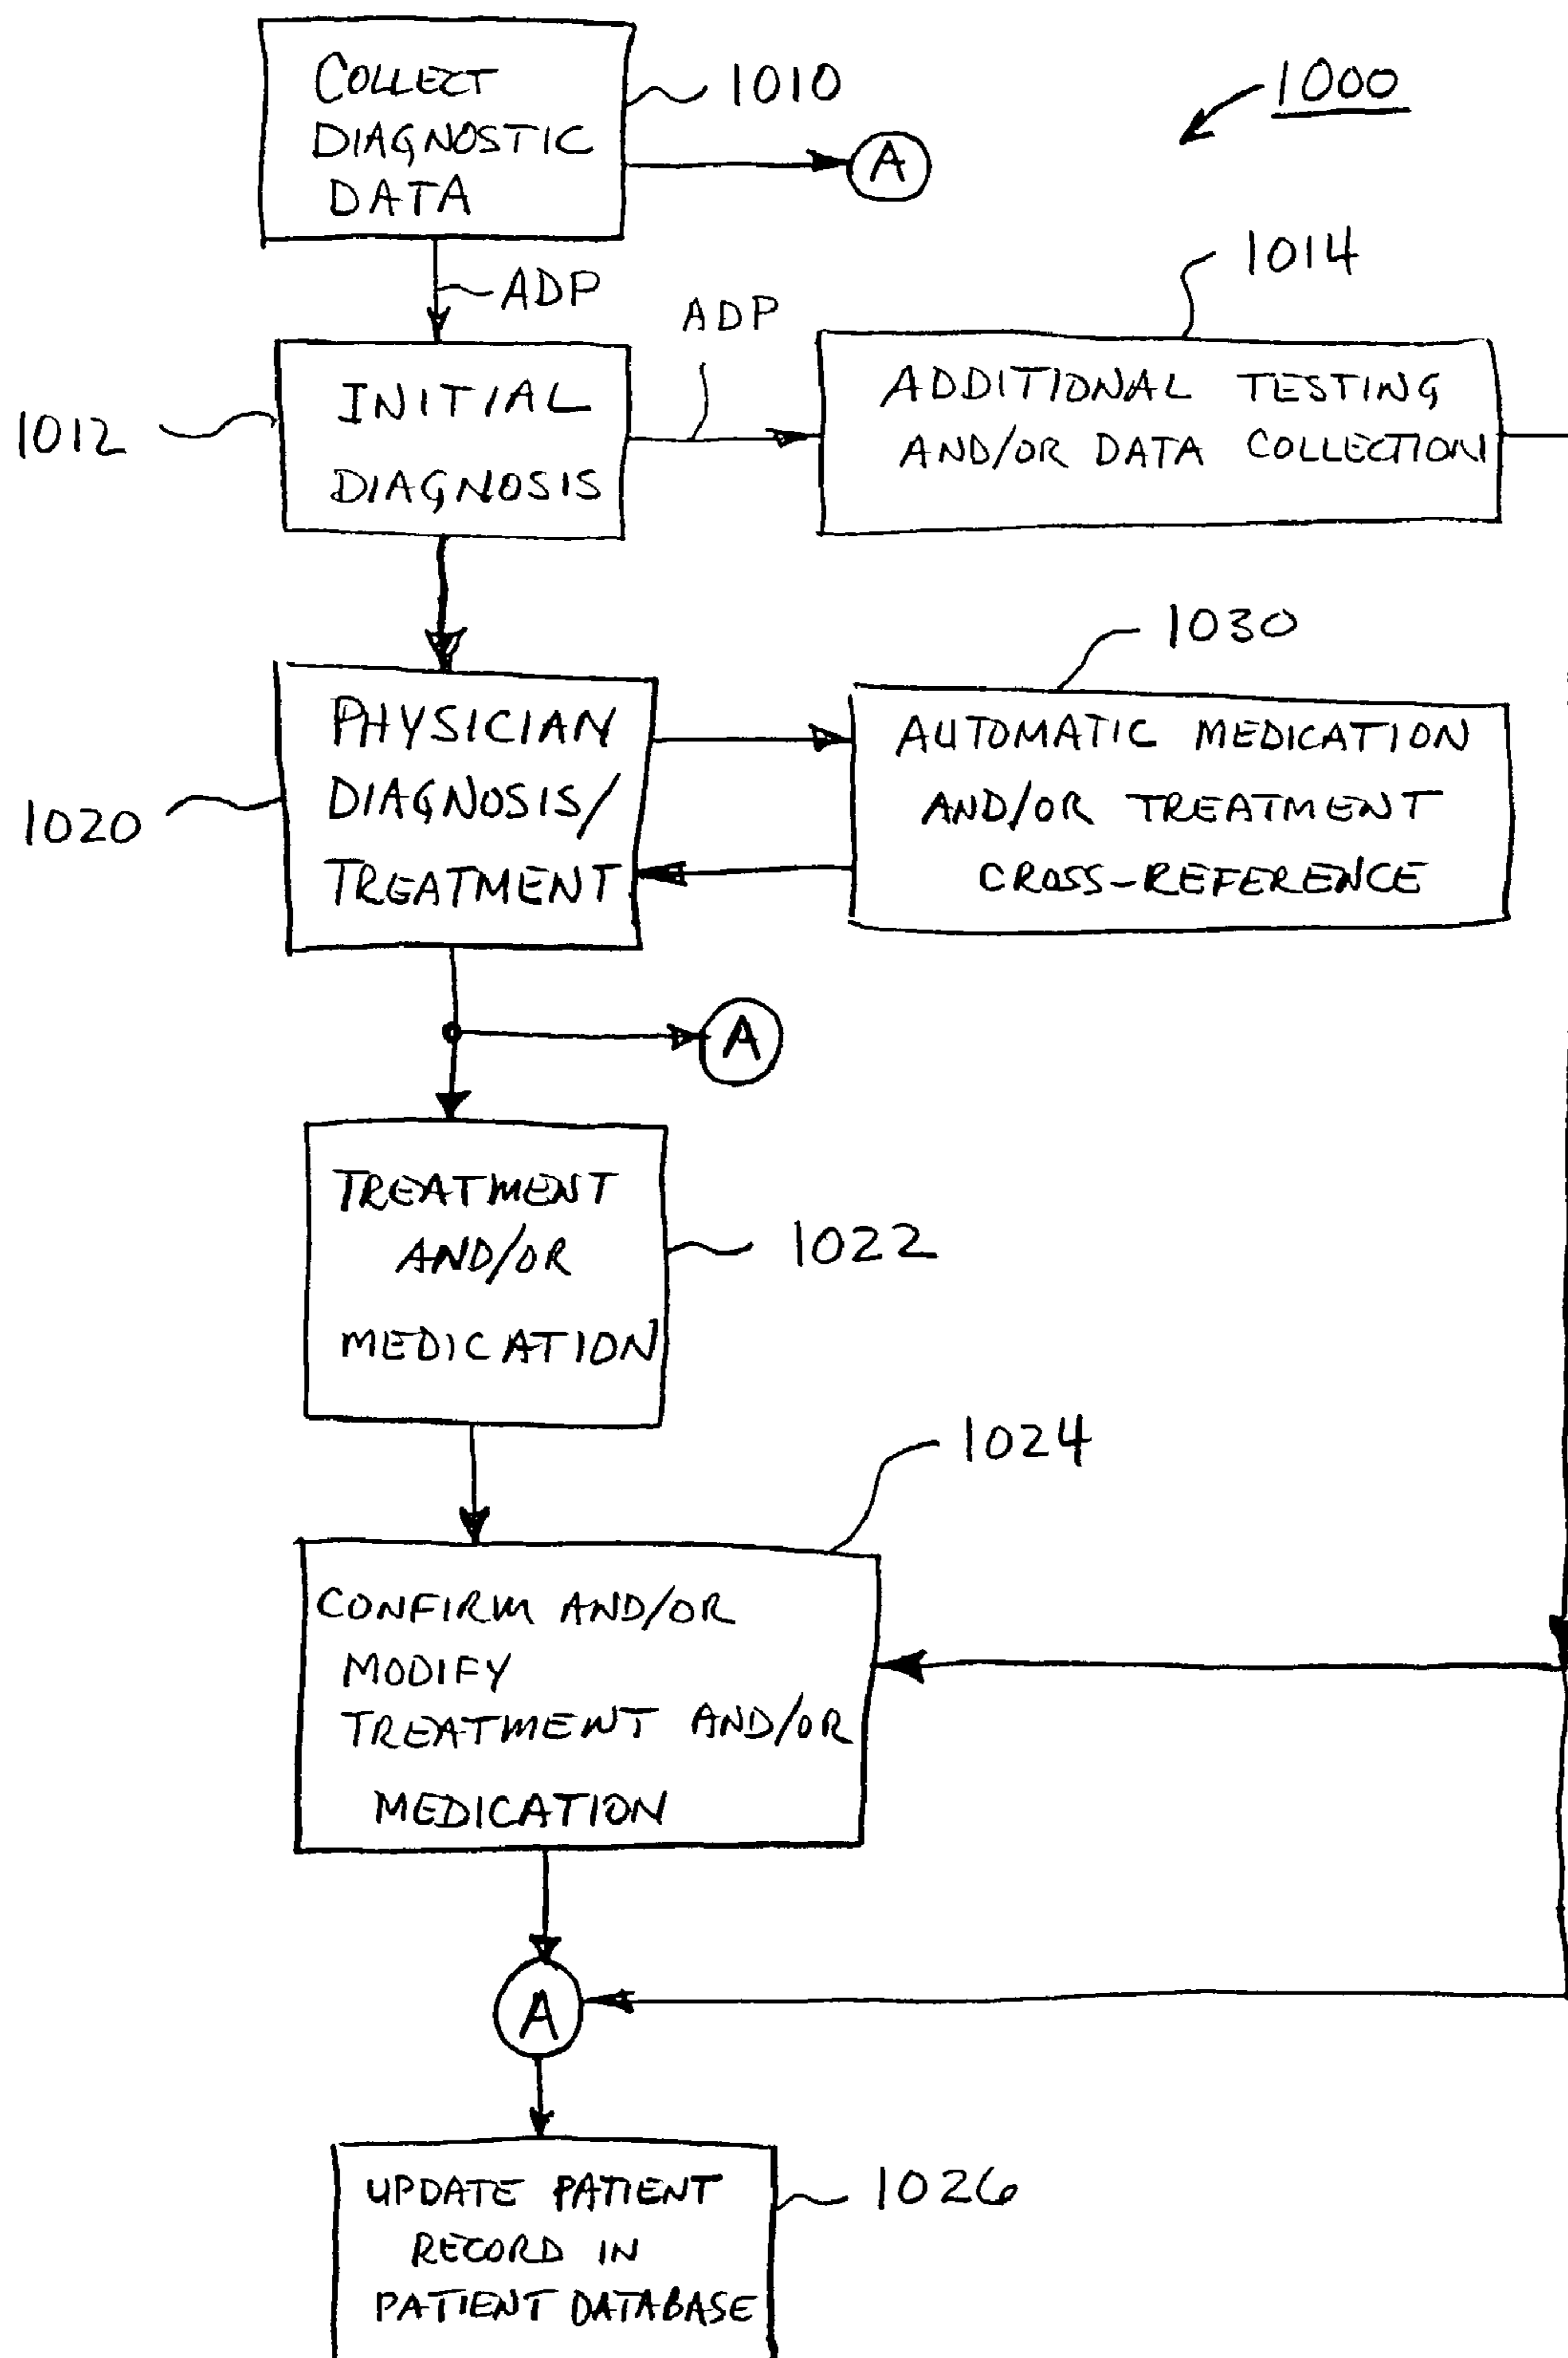 COLLECT
DIAGNOSTIC
DATA
1010
1000
A
ADP
ADP
1014
1012
INITIAL
DIAGNOSIS
ADDITIONAL TESTING
AND/OR DATA COLLECTION
1030
1020
PHYSICIAN
DIAGNOSIS/
TREATMENT
AUTOMATIC MEDICATION
AND/OR TREATMENT
CROSS-REFERENCE
A
TREATMENT
AND/OR
MEDICATION
1022
1024
CONFIRM AND/OR
MODIFY
TREATMENT AND/OR
MEDICATION
A
UPDATE PATIENT
RECORD IN
PATIENT DATABASE
1026